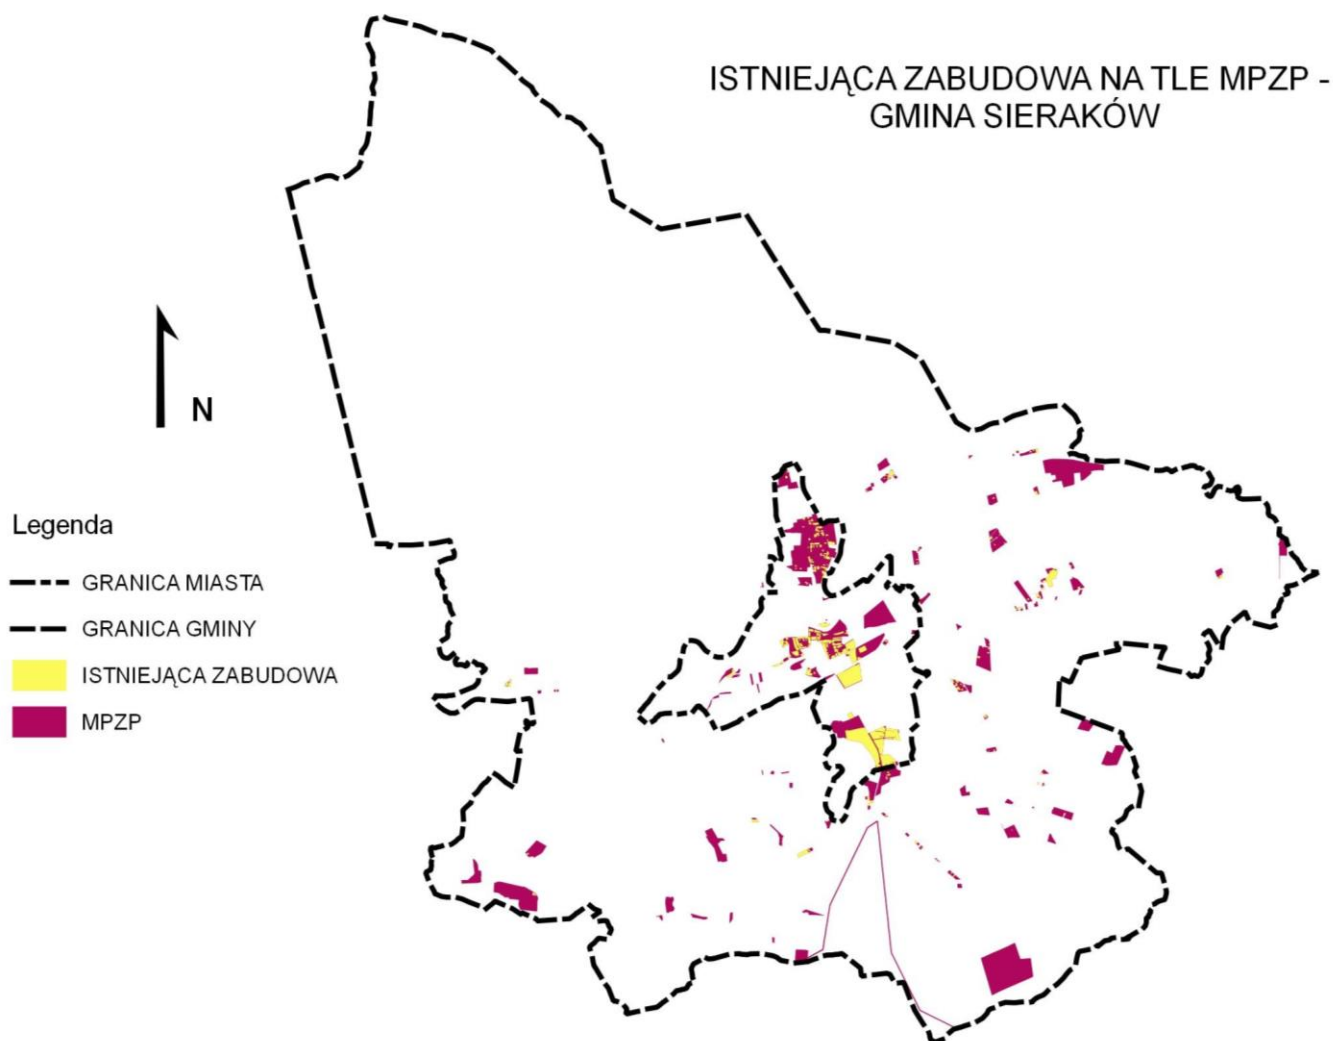 ISTNIEJĄCA ZABUDOWA NA TLE MPZP -
GMINA SIERAKÓW
N
Legenda
GRANICA MIASTA
GRANICA GMINY
ISTNIEJĄCA ZABUDOWA
MPZP